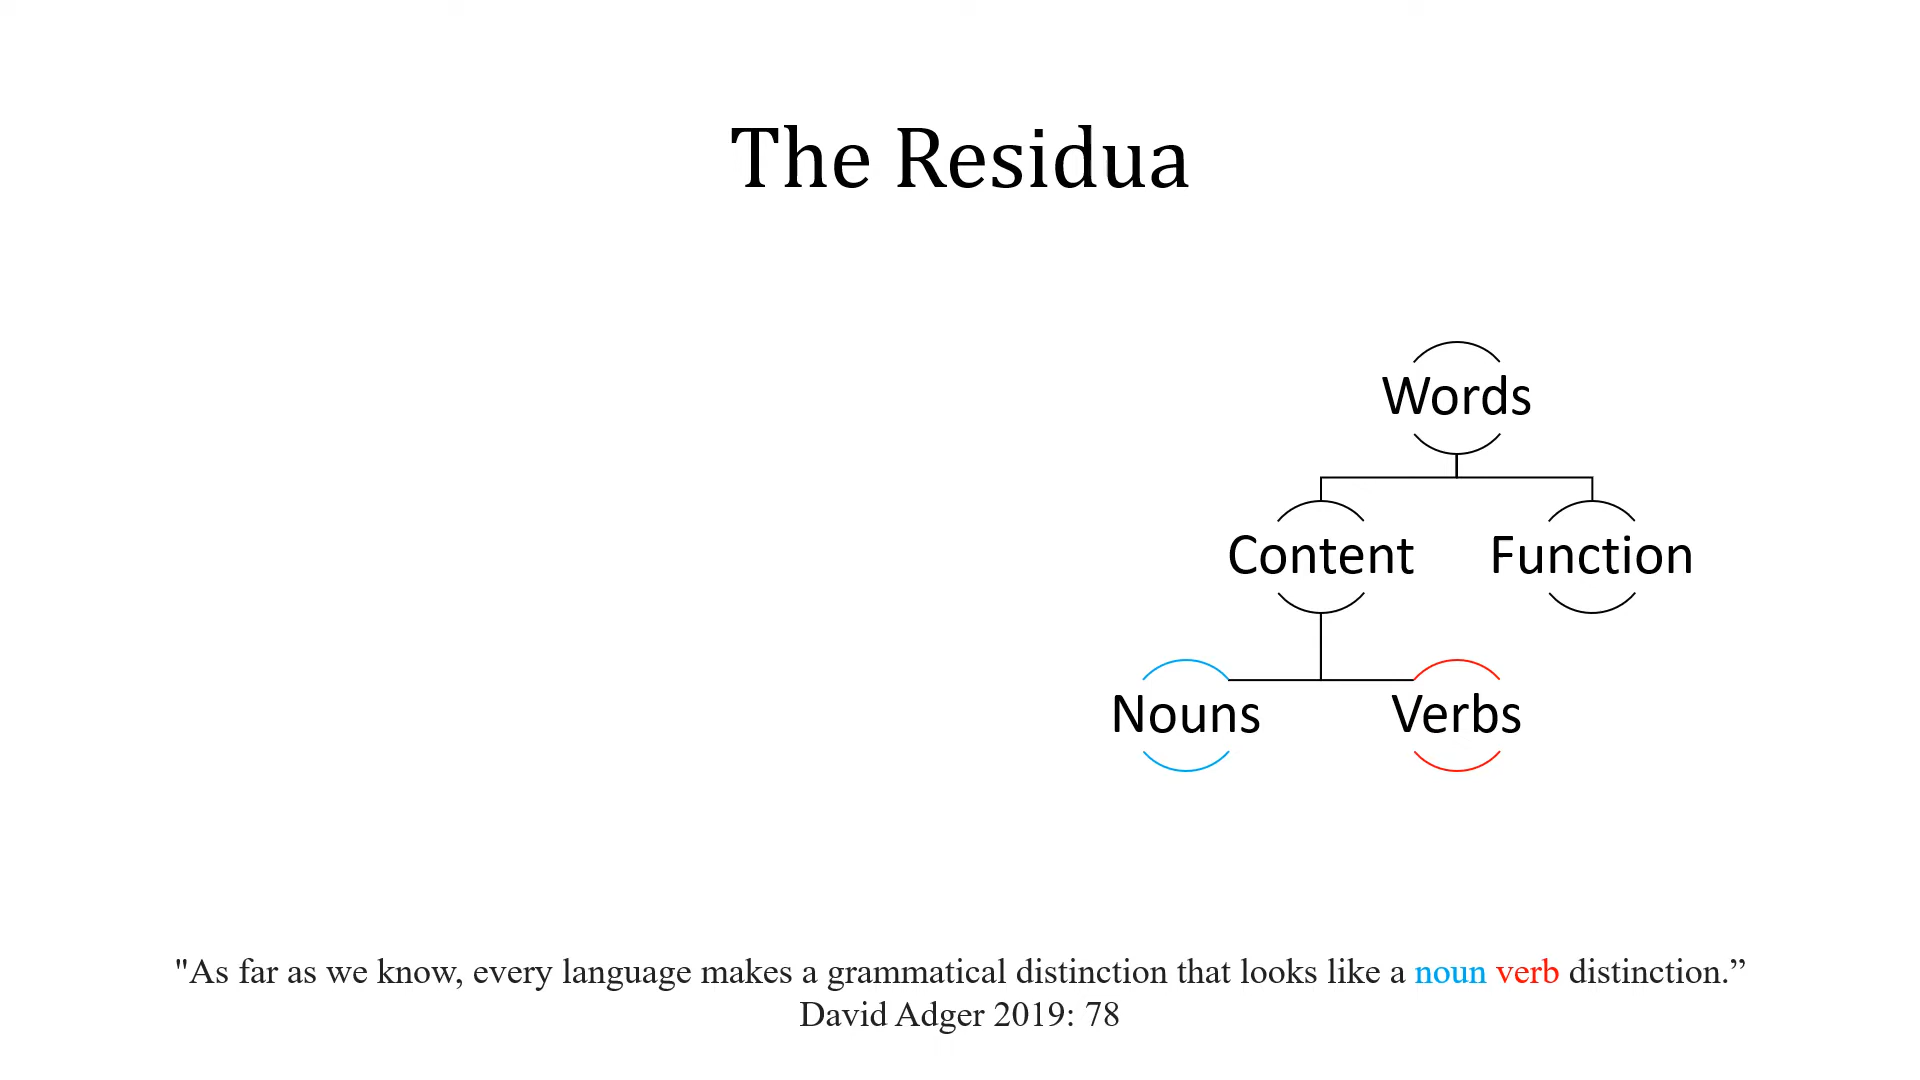 The Residua
Words
Content Function
Nouns Verbs
"As far as we know, every language makes a grammatical distinction that looks like a noun verb distinction.”
David Adger 2019: 78